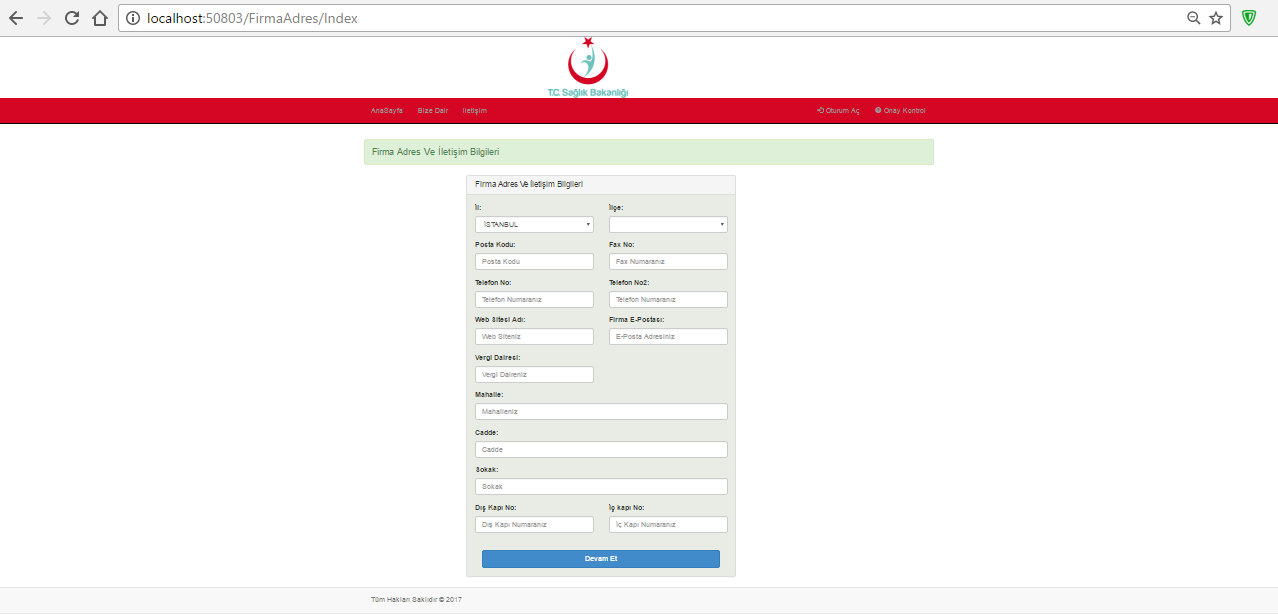 localhost:50803/FirmaAdres/Index
T.C. Sağlık Bakanlığı
AnaSayfa Bize Dair İletişim Oturum Aç Onay Kontrol
Firma Adres Ve İletişim Bilgileri
Firma Adres Ve İletişim Bilgileri
İl: İlçe:
İSTANBUL
Posta Kodu: Fax No:
Posta Kodu Fax Numaranız
Telefon No: Telefon No2:
Telefon Numaranız Telefon Numaranız
Web Sitesi Adı: Firma E-Postası:
Web Siteniz E-Posta Adresiniz
Vergi Dairesi:
Vergi Daireniz
Mahalle:
Mahalleniz
Cadde:
Cadde
Sokak:
Sokak
Dış Kapı No: İç kapı No:
Dış Kapı Numaranız İç Kapı Numaranız
Devam Et
Tüm Hakları Saklıdır © 2017